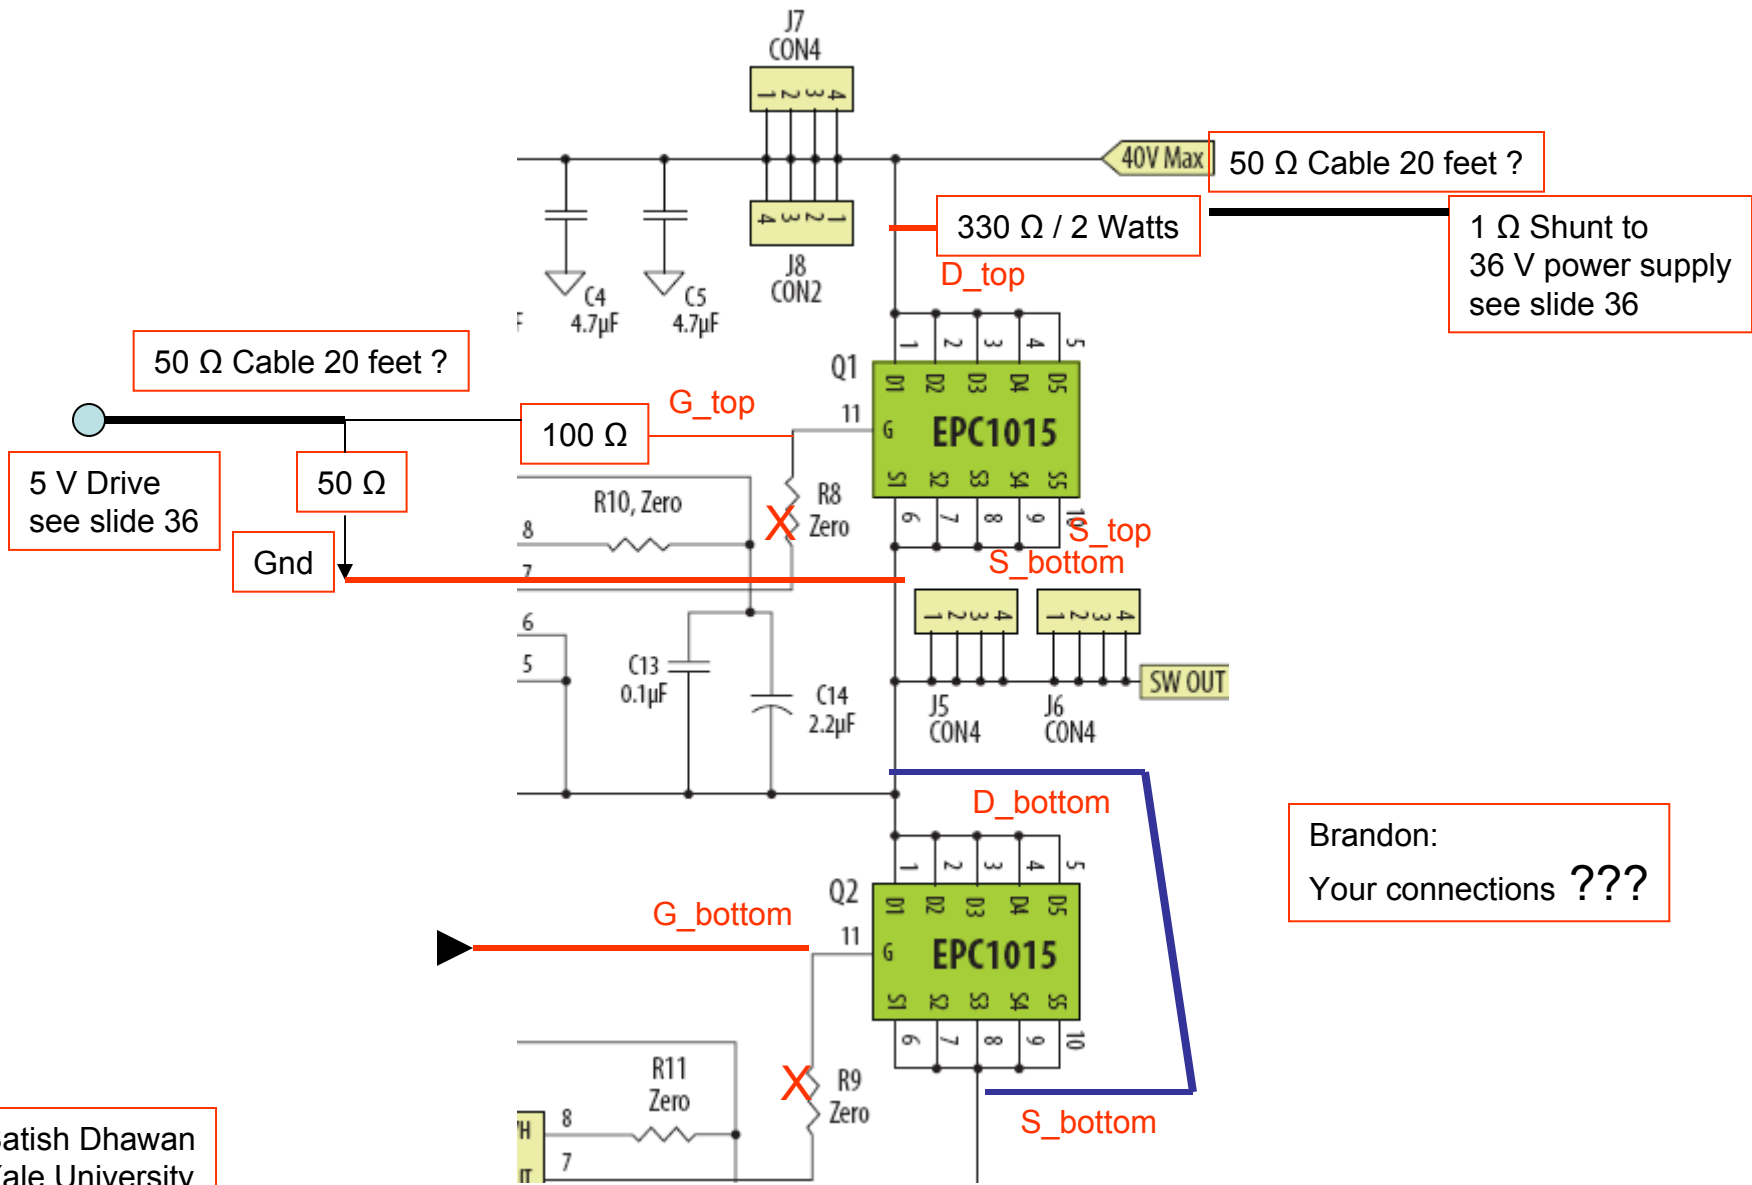 J7
CON4
1 2 3 4
40V Max
50 Ω Cable 20 feet ?
4 3 2 1
330 Ω / 2 Watts
1 Ω Shunt to
36 V power supply
see slide 36
J8
CON2
D_top
C4
4.7µF
C5
4.7µF
F
50 Ω Cable 20 feet ?
1 2 3 4 5
Q1
D1 D2 D3 D4 D5
G_top
11
G
EPC1015
100 Ω
5 V Drive
see slide 36
50 Ω
S1 S2 S3 S4 S5
R10, Zero
R8
Zero
X
8
6 7 8 9 10
S_top
S_bottom
Gnd
7
1 2 3 4
1 2 3 4
6
5
C13
0.1µF
C14
2.2µF
SW OUT
J5
CON4
J6
CON4
D_bottom
Brandon:
Your connections ???
1 2 3 4 5
Q2
D1 D2 D3 D4 D5
G_bottom
11
G
EPC1015
S1 S2 S3 S4 S5
6 7 8 9 10
R11
Zero
X
R9
Zero
S_bottom
8
7
atish Dhawan
Yale University